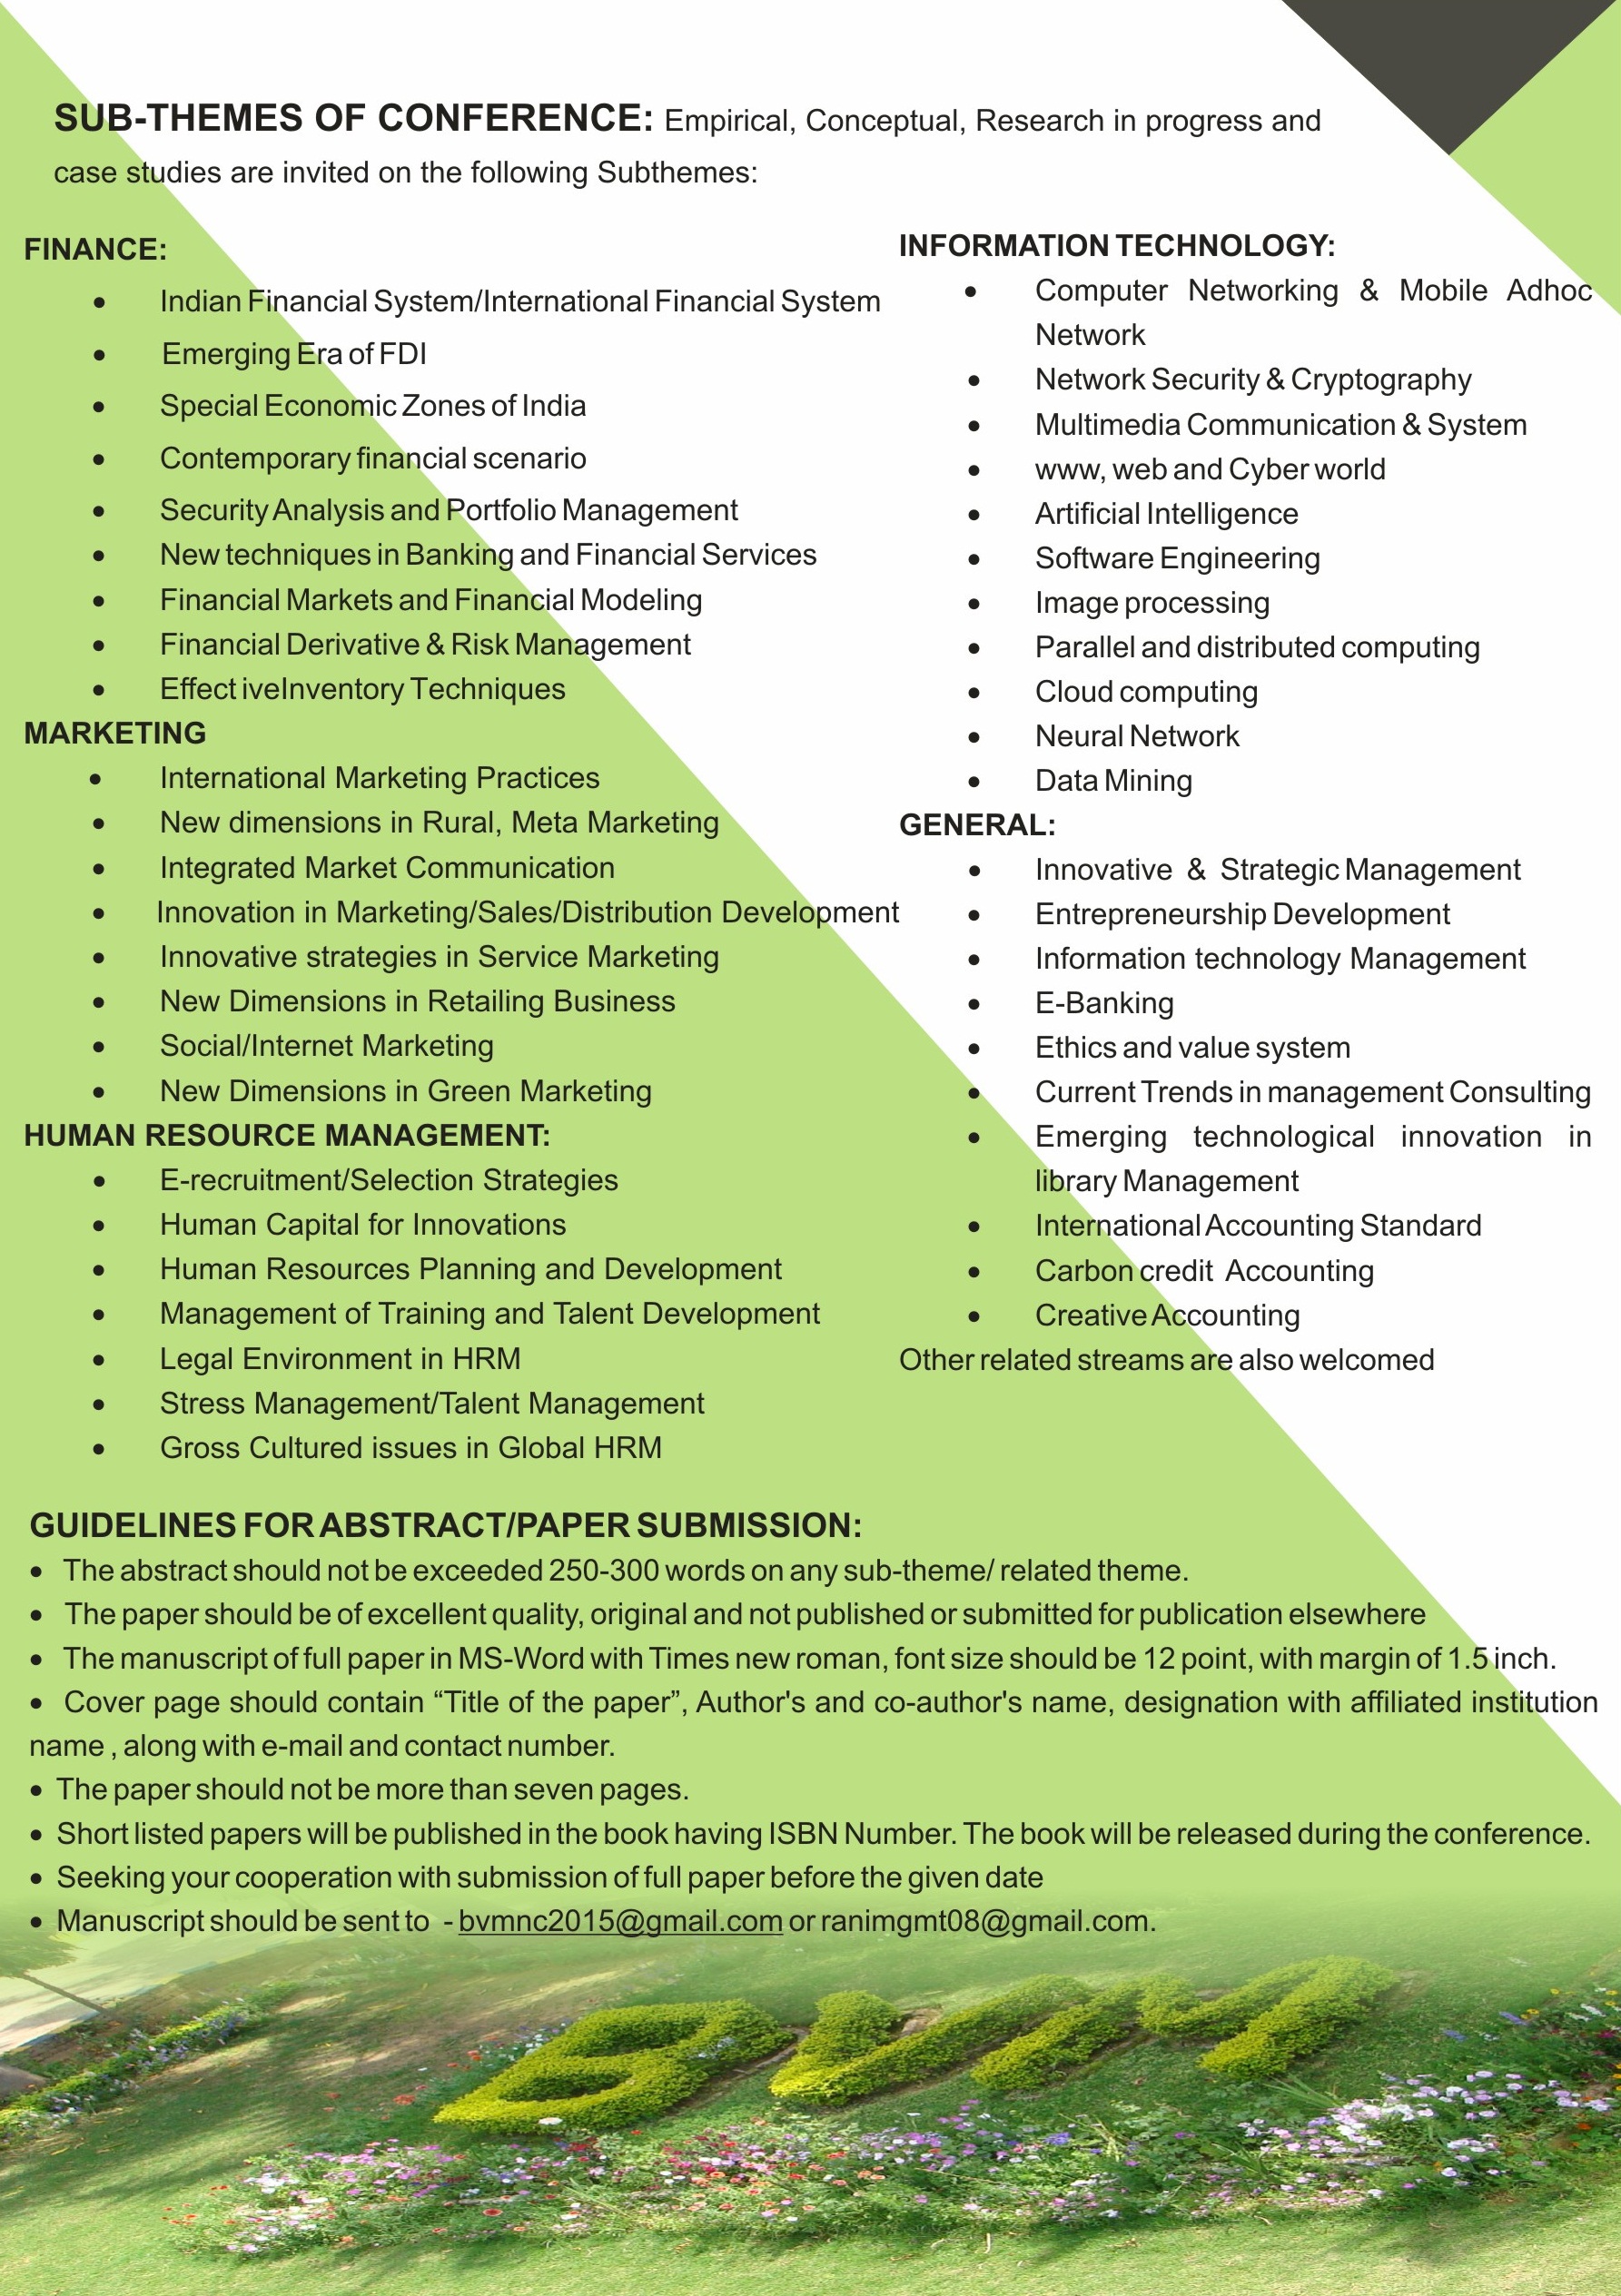 SUB-THEMES OF CONFERENCE: Empirical, Conceptual, Research in progress and
case studies are invited on the following Subthemes:
FINANCE:
• Indian Financial System/International Financial System
• Emerging Era of FDI
• Special Economic Zones of India
• Contemporary financial scenario
• Security Analysis and Portfolio Management
• New techniques in Banking and Financial Services
• Financial Markets and Financial Modeling
• Financial Derivative & Risk Management
• Effect iveInventory Techniques
MARKETING
• International Marketing Practices
• New dimensions in Rural, Meta Marketing
• Integrated Market Communication
• Innovation in Marketing/Sales/Distribution Development
• Innovative strategies in Service Marketing
• New Dimensions in Retailing Business
• Social/Internet Marketing
• New Dimensions in Green Marketing
HUMAN RESOURCE MANAGEMENT:
• E-recruitment/Selection Strategies
• Human Capital for Innovations
• Human Resources Planning and Development
• Management of Training and Talent Development
• Legal Environment in HRM
• Stress Management/Talent Management
• Gross Cultured issues in Global HRM
INFORMATION TECHNOLOGY:
• Computer Networking & Mobile Adhoc
Network
• Network Security & Cryptography
• Multimedia Communication & System
• www, web and Cyber world
• Artificial Intelligence
• Software Engineering
• Image processing
• Parallel and distributed computing
• Cloud computing
• Neural Network
• Data Mining
GENERAL:
• Innovative & Strategic Management
• Entrepreneurship Development
• Information technology Management
• E-Banking
• Ethics and value system
• Current Trends in management Consulting
• Emerging technological innovation in
library Management
• International Accounting Standard
• Carbon credit Accounting
• Creative Accounting
Other related streams are also welcomed
GUIDELINES FOR ABSTRACT/PAPER SUBMISSION:
• The abstract should not be exceeded 250-300 words on any sub-theme/ related theme.
• The paper should be of excellent quality, original and not published or submitted for publication elsewhere
• The manuscript of full paper in MS-Word with Times new roman, font size should be 12 point, with margin of 1.5 inch.
• Cover page should contain “Title of the paper”, Author's and co-author's name, designation with affiliated institution
name , along with e-mail and contact number.
• The paper should not be more than seven pages.
• Short listed papers will be published in the book having ISBN Number. The book will be released during the conference.
• Seeking your cooperation with submission of full paper before the given date
• Manuscript should be sent to - bvmnc2015@gmail.com or ranimgmt08@gmail.com.
BVM